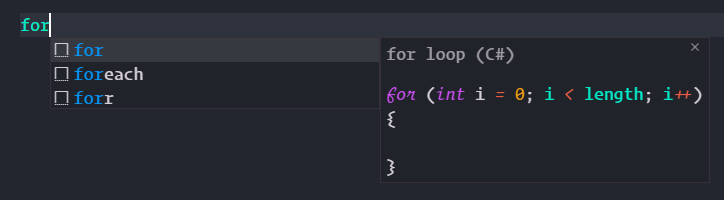 for
for
foreach
forr
for loop (C#)
for (int i = 0; i < length; i++)
{
}